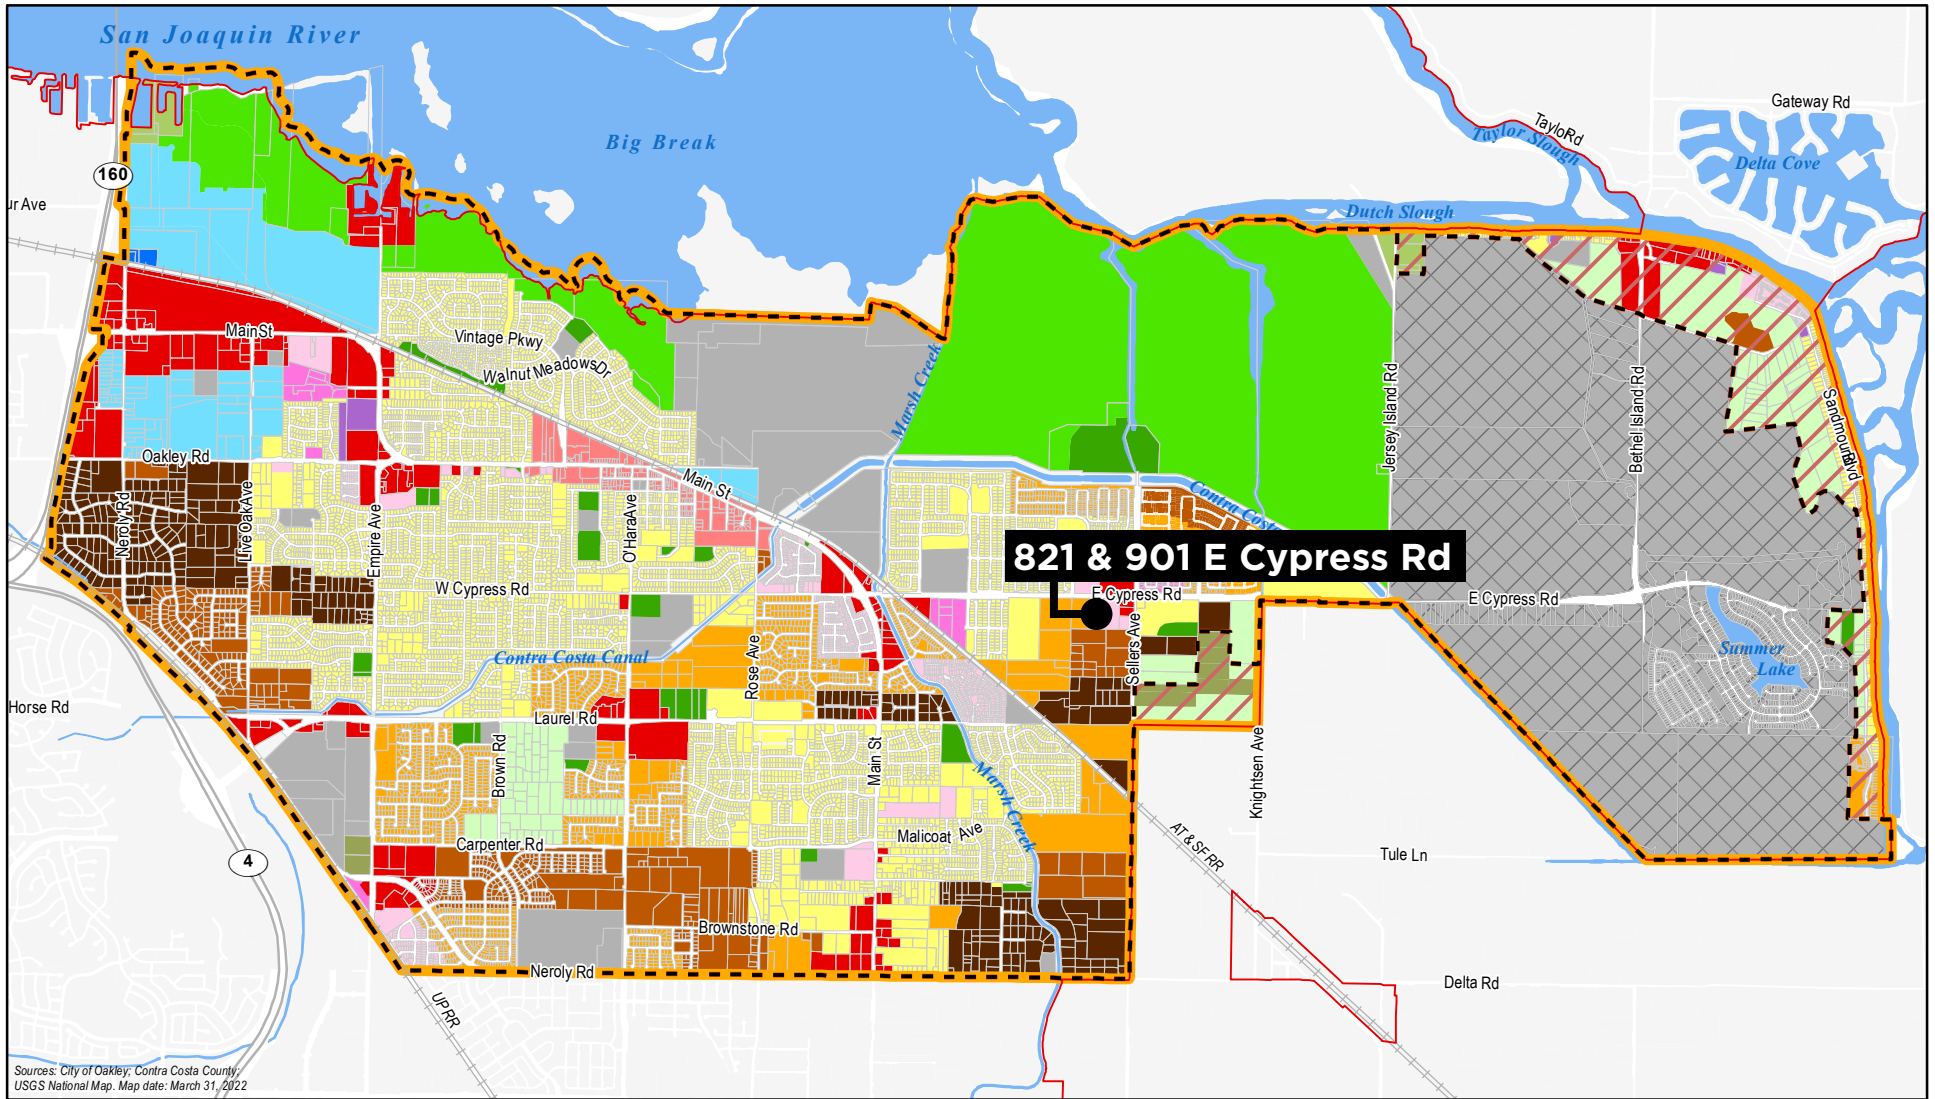 San Joaquin River
Gateway Rd
Taylor Rd
Taylor Slough
Big Break
Delta Cove
160
ur Ave
Dutch Slough
MainSt
Vintage Pkwy
Walnut Meadows Dr
Marsh Creek
Jersey Island Rd
Bethel Island Rd
Sandmound Blvd
Oakley Rd
Main St
Neroly Rd
Live Oak Ave
Empire Ave
O'Hara Ave
Contra Costa
821 & 901 E Cypress Rd
W Cypress Rd
E Cypress Rd
E Cypress Rd
Contra Costa Canal
Rose Ave
Sellers Ave
Summer
Lake
Horse Rd
Laurel Rd
Brown Rd
Main St
Marsh Creek
Knightsen Ave
Malicoat Ave
Carpenter Rd
AT & SF RR
Tule Ln
4
Brownstone Rd
Neroly Rd
Delta Rd
UP RR
Sources: City of Oakley; Contra Costa County;
USGS National Map. Map date: March 31, 2022